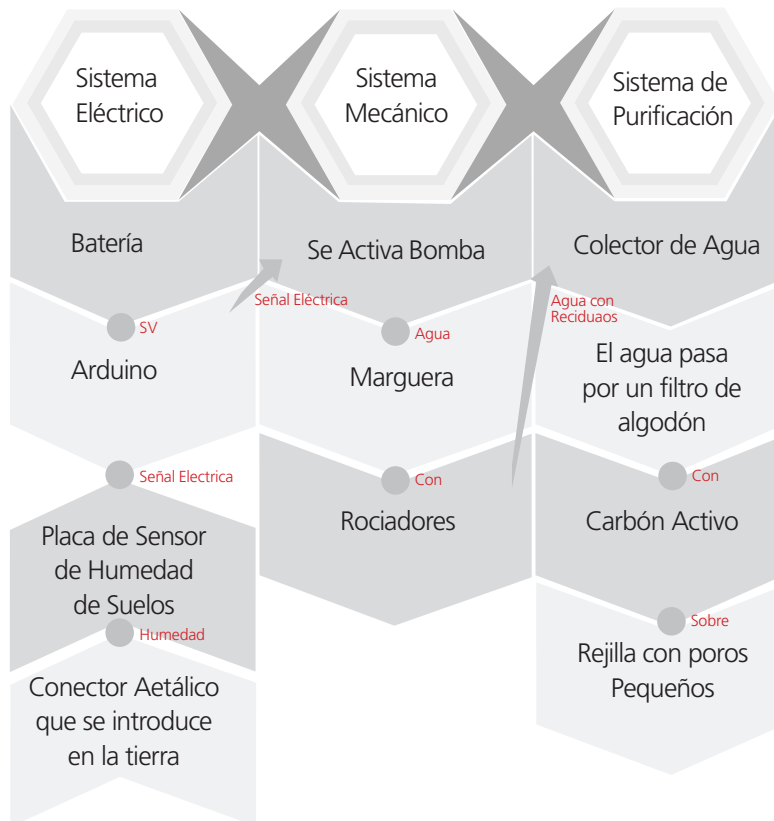 Sistema
Eléctrico
Batería
SV
Arduino
Señal Electrica
Placa de Sensor
de Humedad
de Suelos
Humedad
Conector Aetálico
que se introduce
en la tierra
Señal Eléctrica
Sistema
Mecánico
Se Activa Bomba
Agua
Marguera
Con
Rociadores
Agua con
Reciduaos
Sistema de
Purificación
Colector de Agua
El agua pasa
por un filtro de
algodón
Con
Carbón Activo
Sobre
Rejilla con poros
Pequeños